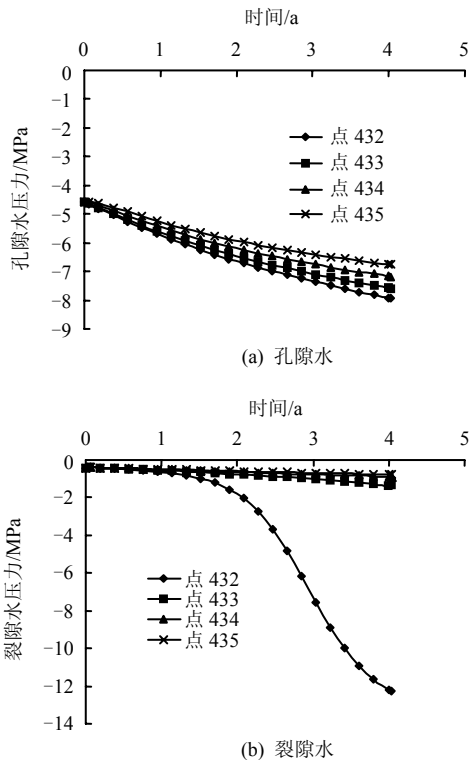 时间/a
0 1 2 3 4 5
0
−1
−2
−3
−4
−5
−6
−7
−8
−9
孔隙水压力/MPa
点 432
点 433
点 434
点 435
(a) 孔隙水
时间/a
0 1 2 3 4 5
0
−2
−4
−6
−8
−10
−12
−14
裂隙水压力/MPa
点 432
点 433
点 434
点 435
(b) 裂隙水